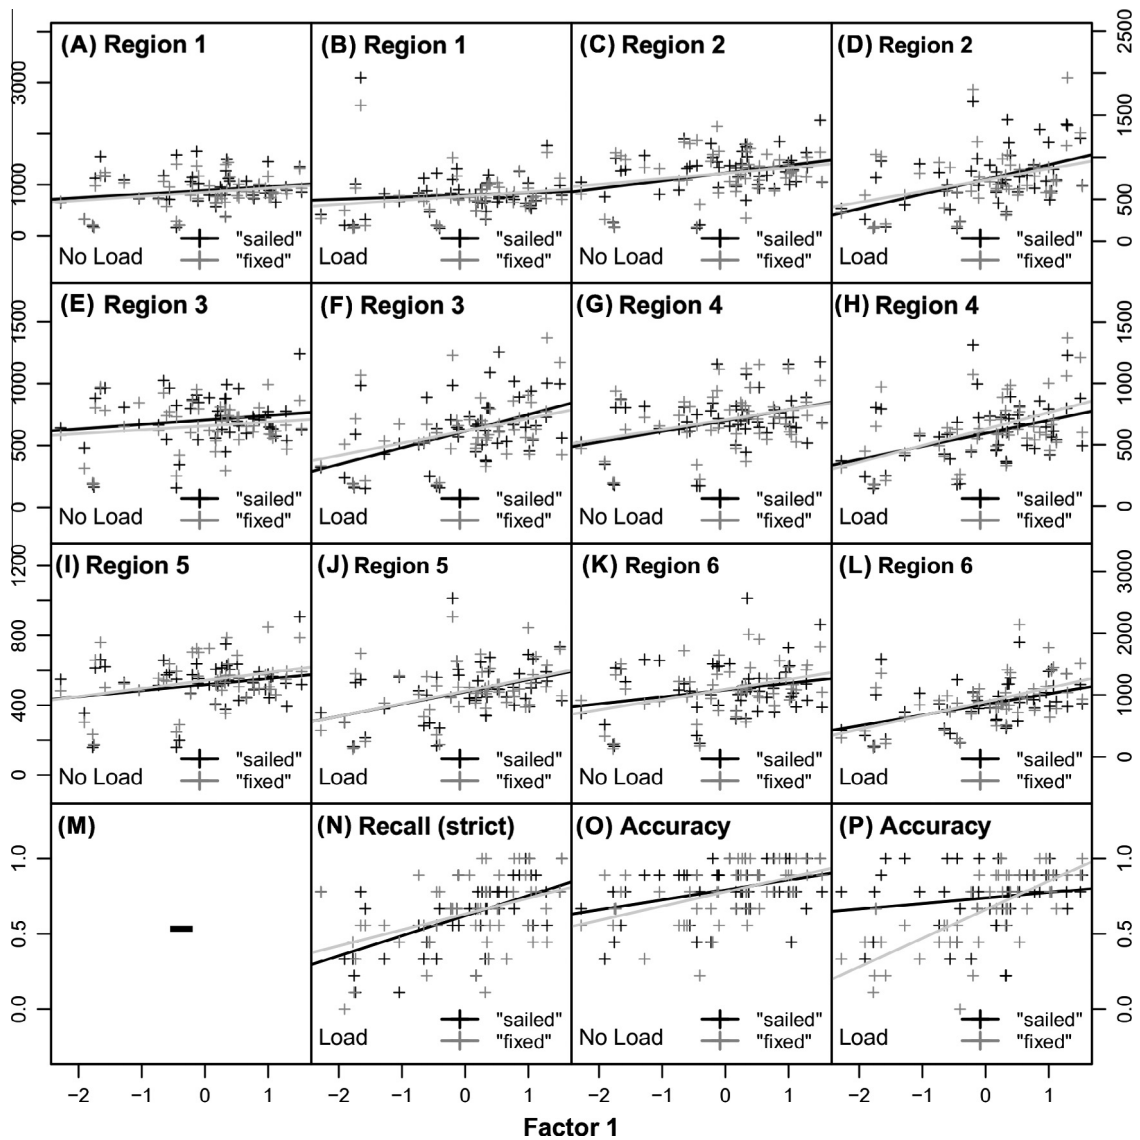 (A) Region 1
(B) Region 1
(C) Region 2
(D) Region 2
0 1000 3000
500 1500 2500
0
No Load
"sailed"
"fixed"
Load
"sailed"
"fixed"
No Load
"sailed"
"fixed"
Load
"sailed"
"fixed"
(E) Region 3
(F) Region 3
(G) Region 4
(H) Region 4
0 500 1000 1500
0 500 1000 1500
No Load
"sailed"
"fixed"
Load
"sailed"
"fixed"
No Load
"sailed"
"fixed"
Load
"sailed"
"fixed"
(I) Region 5
(J) Region 5
(K) Region 6
(L) Region 6
0 400 800 1200
0 1000 2000 3000
No Load
"sailed"
"fixed"
Load
"sailed"
"fixed"
No Load
"sailed"
"fixed"
Load
"sailed"
"fixed"
(M)
(N) Recall (strict)
(O) Accuracy
(P) Accuracy
0.0 0.5 1.0
0.0 0.5 1.0
Load
"sailed"
"fixed"
No Load
"sailed"
"fixed"
Load
"sailed"
"fixed"
−2 −1 0 1 −2 −1 0 1 −2 −1 0 1 −2 −1 0 1
Factor 1